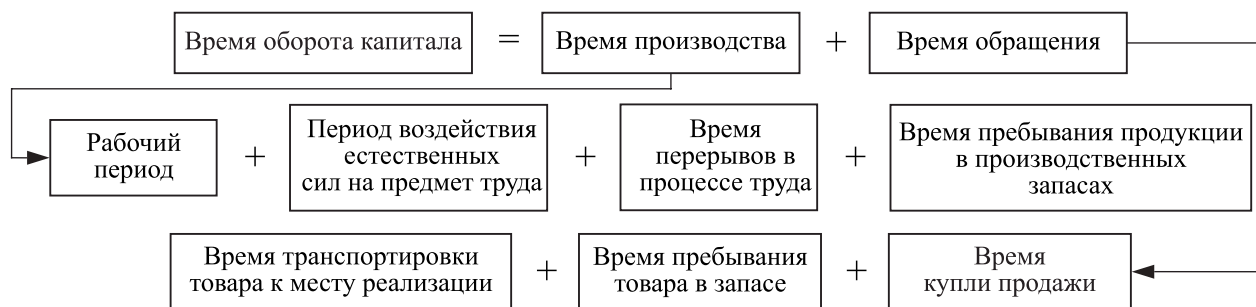 Время оборота капитала = Время производства + Время обращения
Рабочий
период
+
Период воздействия
естественных
сил на предмет труда
+
Время
перерывов в
процессе труда
+
Время пребывания продукции
в производственных
запасах
Время транспортировки
товара к месту реализации
+
Время пребывания
товара в запасе
+
Время
купли продажи